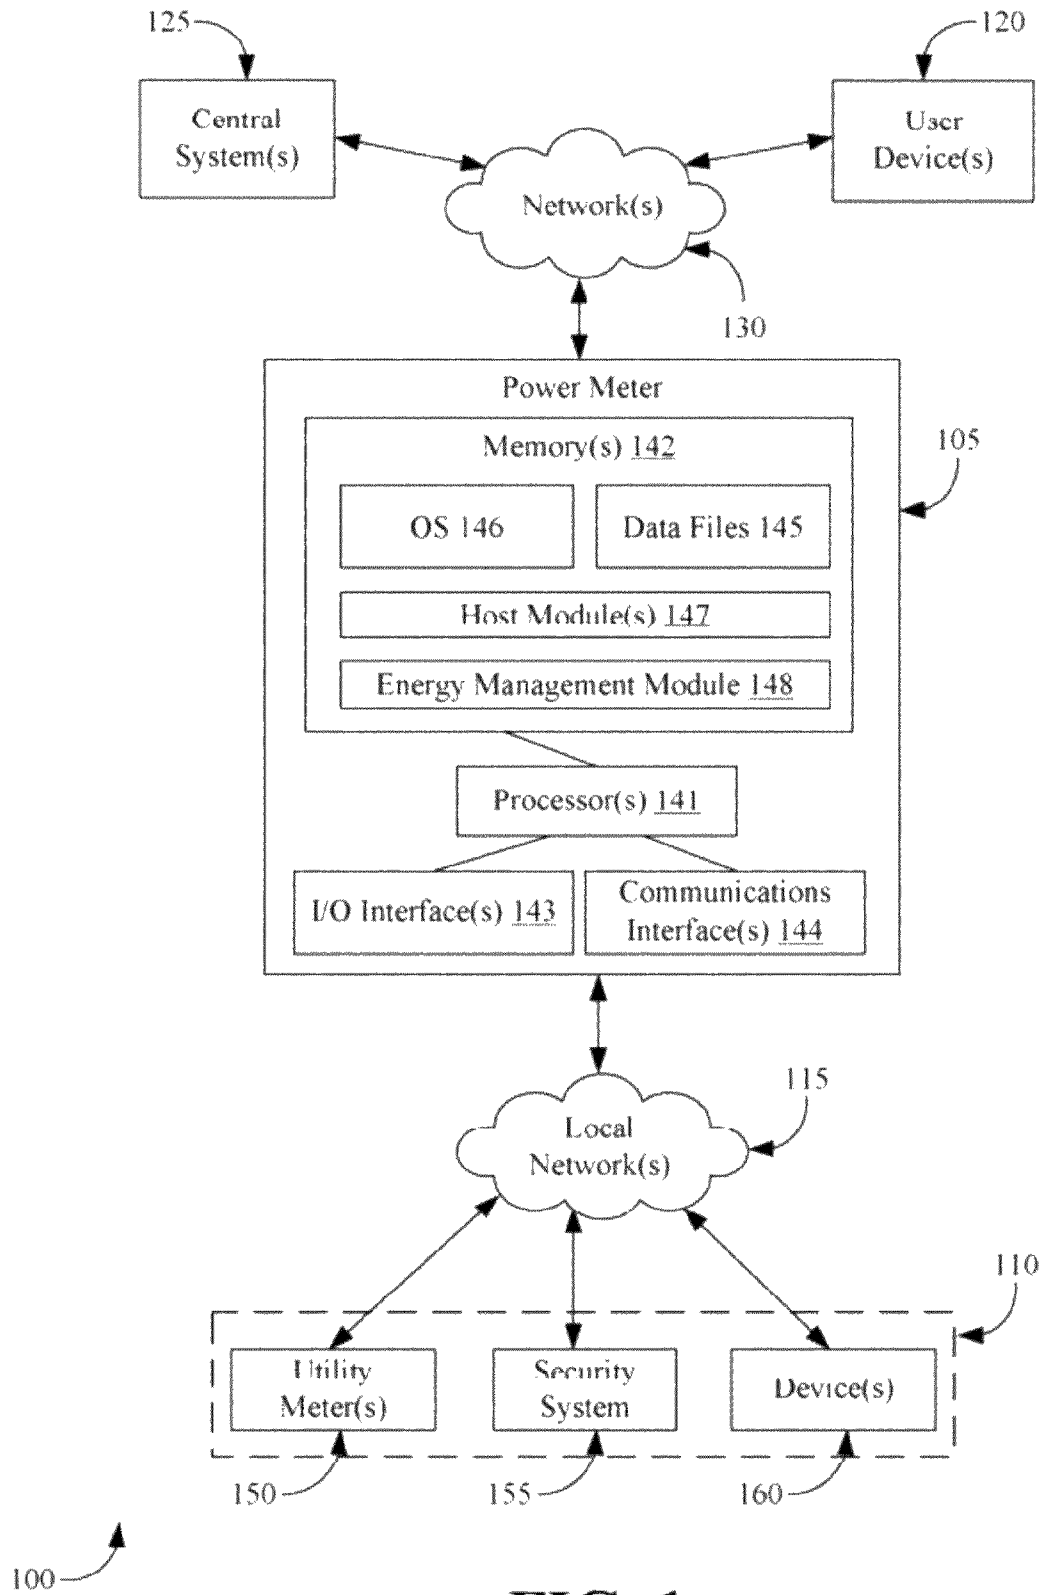 125
120
Central
System(s)
User
Device(s)
Network(s)
130
Power Meter
Memory(s) 142
105
OS 146
Data Files 145
Host Module(s) 147
Energy Management Module 148
Processor(s) 141
I/O Interface(s) 143
Communications
Interface(s) 144
115
Local
Network(s)
110
Utility
Meter(s)
Security
System
Device(s)
150
155
160
100